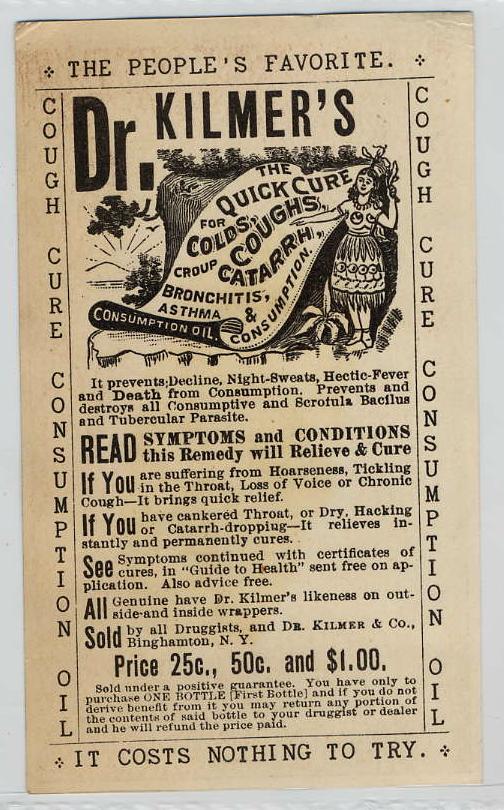 THE PEOPLE'S FAVORITE.
COUGH CURE CONSUMPTION OIL
Dr. KILMER'S
THE
QUICK CURE
FOR COLDS, COUGHS,
CROUP CATARRH,
BRONCHITIS,
ASTHMA & CONSUMPTION.
CONSUMPTION OIL.
It prevents Decline, Night-Sweats, Hectic-Fever
and Death from Consumption. Prevents and
destroys all Consumptive and Scrofula Bacilus
and Tubercular Parasite.
READ SYMPTOMS and CONDITIONS
this Remedy will Relieve & Cure
If You are suffering from Hoarseness, Tickling
in the Throat, Loss of Voice or Chronic
Cough—It brings quick relief.
If You have cankered Throat, or Dry, Hacking
or Catarrh-dropping—It relieves in-
stantly and permanently cures.
See Symptoms continued with certificates of
cures, in "Guide to Health" sent free on ap-
plication. Also advice free.
All Genuine have Dr. Kilmer's likeness on out-
side and inside wrappers.
Sold by all Druggists, and DR. KILMER & CO.,
Binghamton, N. Y.
Price 25c., 50c. and $1.00.
Sold under a positive guarantee. You have only to
purchase ONE BOTTLE [First Bottle] and if you do not
derive benefit from it you may return any portion of
the contents of said bottle to your druggist or dealer
and he will refund the price paid.
COUGH CURE CONSUMPTION OIL
IT COSTS NOTHING TO TRY.